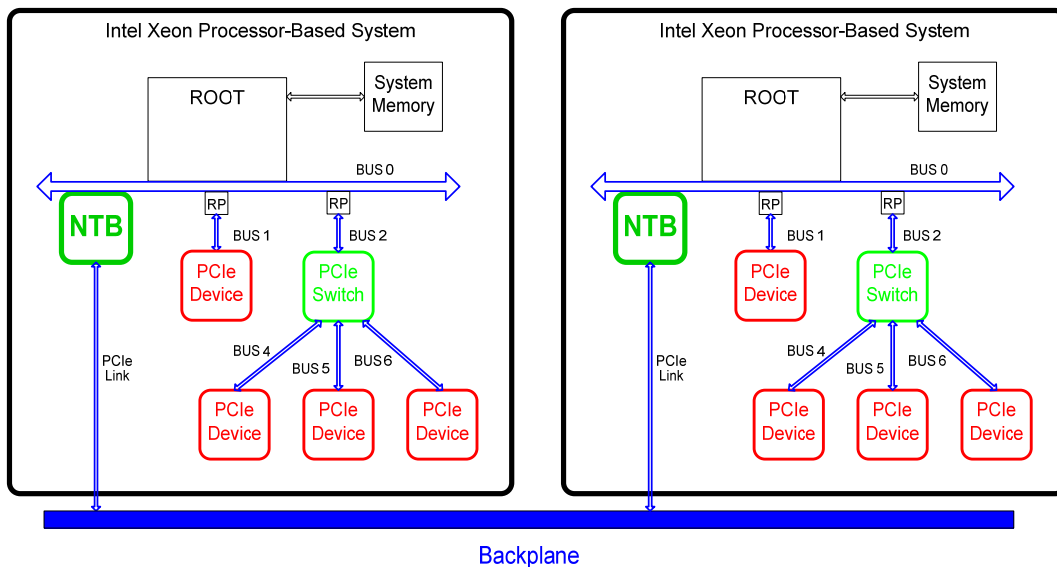 Intel Xeon Processor-Based System
ROOT
System
Memory
BUS 0
NTB
RP
RP
BUS 1
BUS 2
PCIe
Device
PCIe
Switch
PCIe
Link
BUS 4
BUS 5
BUS 6
PCIe
Device
PCIe
Device
PCIe
Device
Intel Xeon Processor-Based System
ROOT
System
Memory
BUS 0
NTB
RP
RP
BUS 1
BUS 2
PCIe
Device
PCIe
Switch
PCIe
Link
BUS 4
BUS 5
BUS 6
PCIe
Device
PCIe
Device
PCIe
Device
Backplane